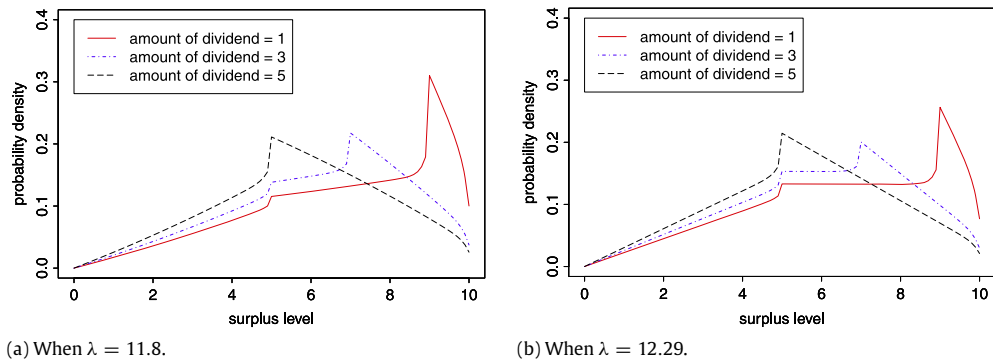 amount of dividend = 1
amount of dividend = 3
amount of dividend = 5
probability density
0.4
0.3
0.2
0.1
0.0
0 2 4 6 8 10
surplus level
(a) When λ = 11.8.
amount of dividend = 1
amount of dividend = 3
amount of dividend = 5
probability density
0.4
0.3
0.2
0.1
0.0
0 2 4 6 8 10
surplus level
(b) When λ = 12.29.